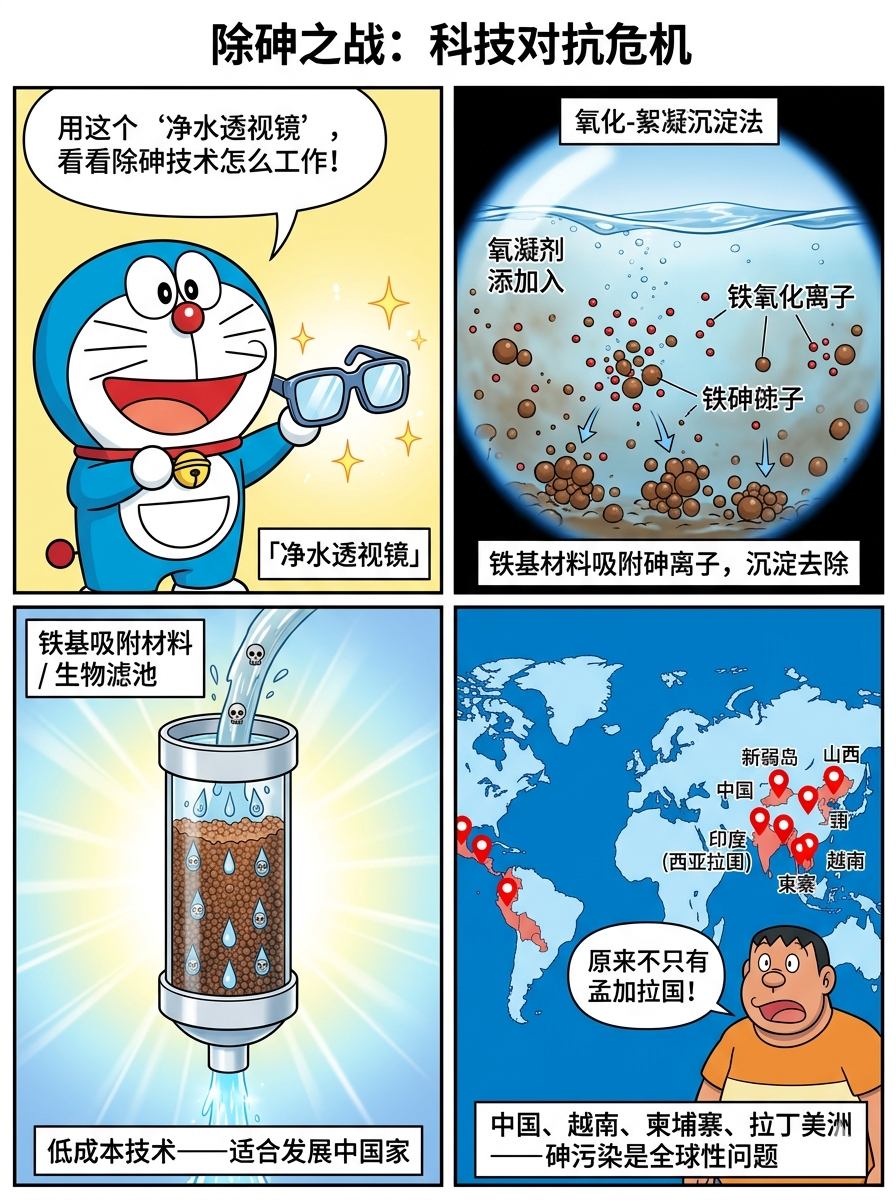 除砷之战：科技对抗危机
用这个‘净水透视镜’，
看看除砷技术怎么工作！
「净水透视镜」
氧化-絮凝沉淀法
氧凝剂
添加入
铁氧化离子
铁砷子
铁基材料吸附砷离子，沉淀去除
铁基吸附材料
/ 生物滤池
低成本技术——适合发展中国家
新弱岛
山西
中国
印度
(西亚拉国)
越南
柬寨
原来不只有
孟加拉国！
中国、越南、柬埔寨、拉丁美洲
——砷污染是全球性问题